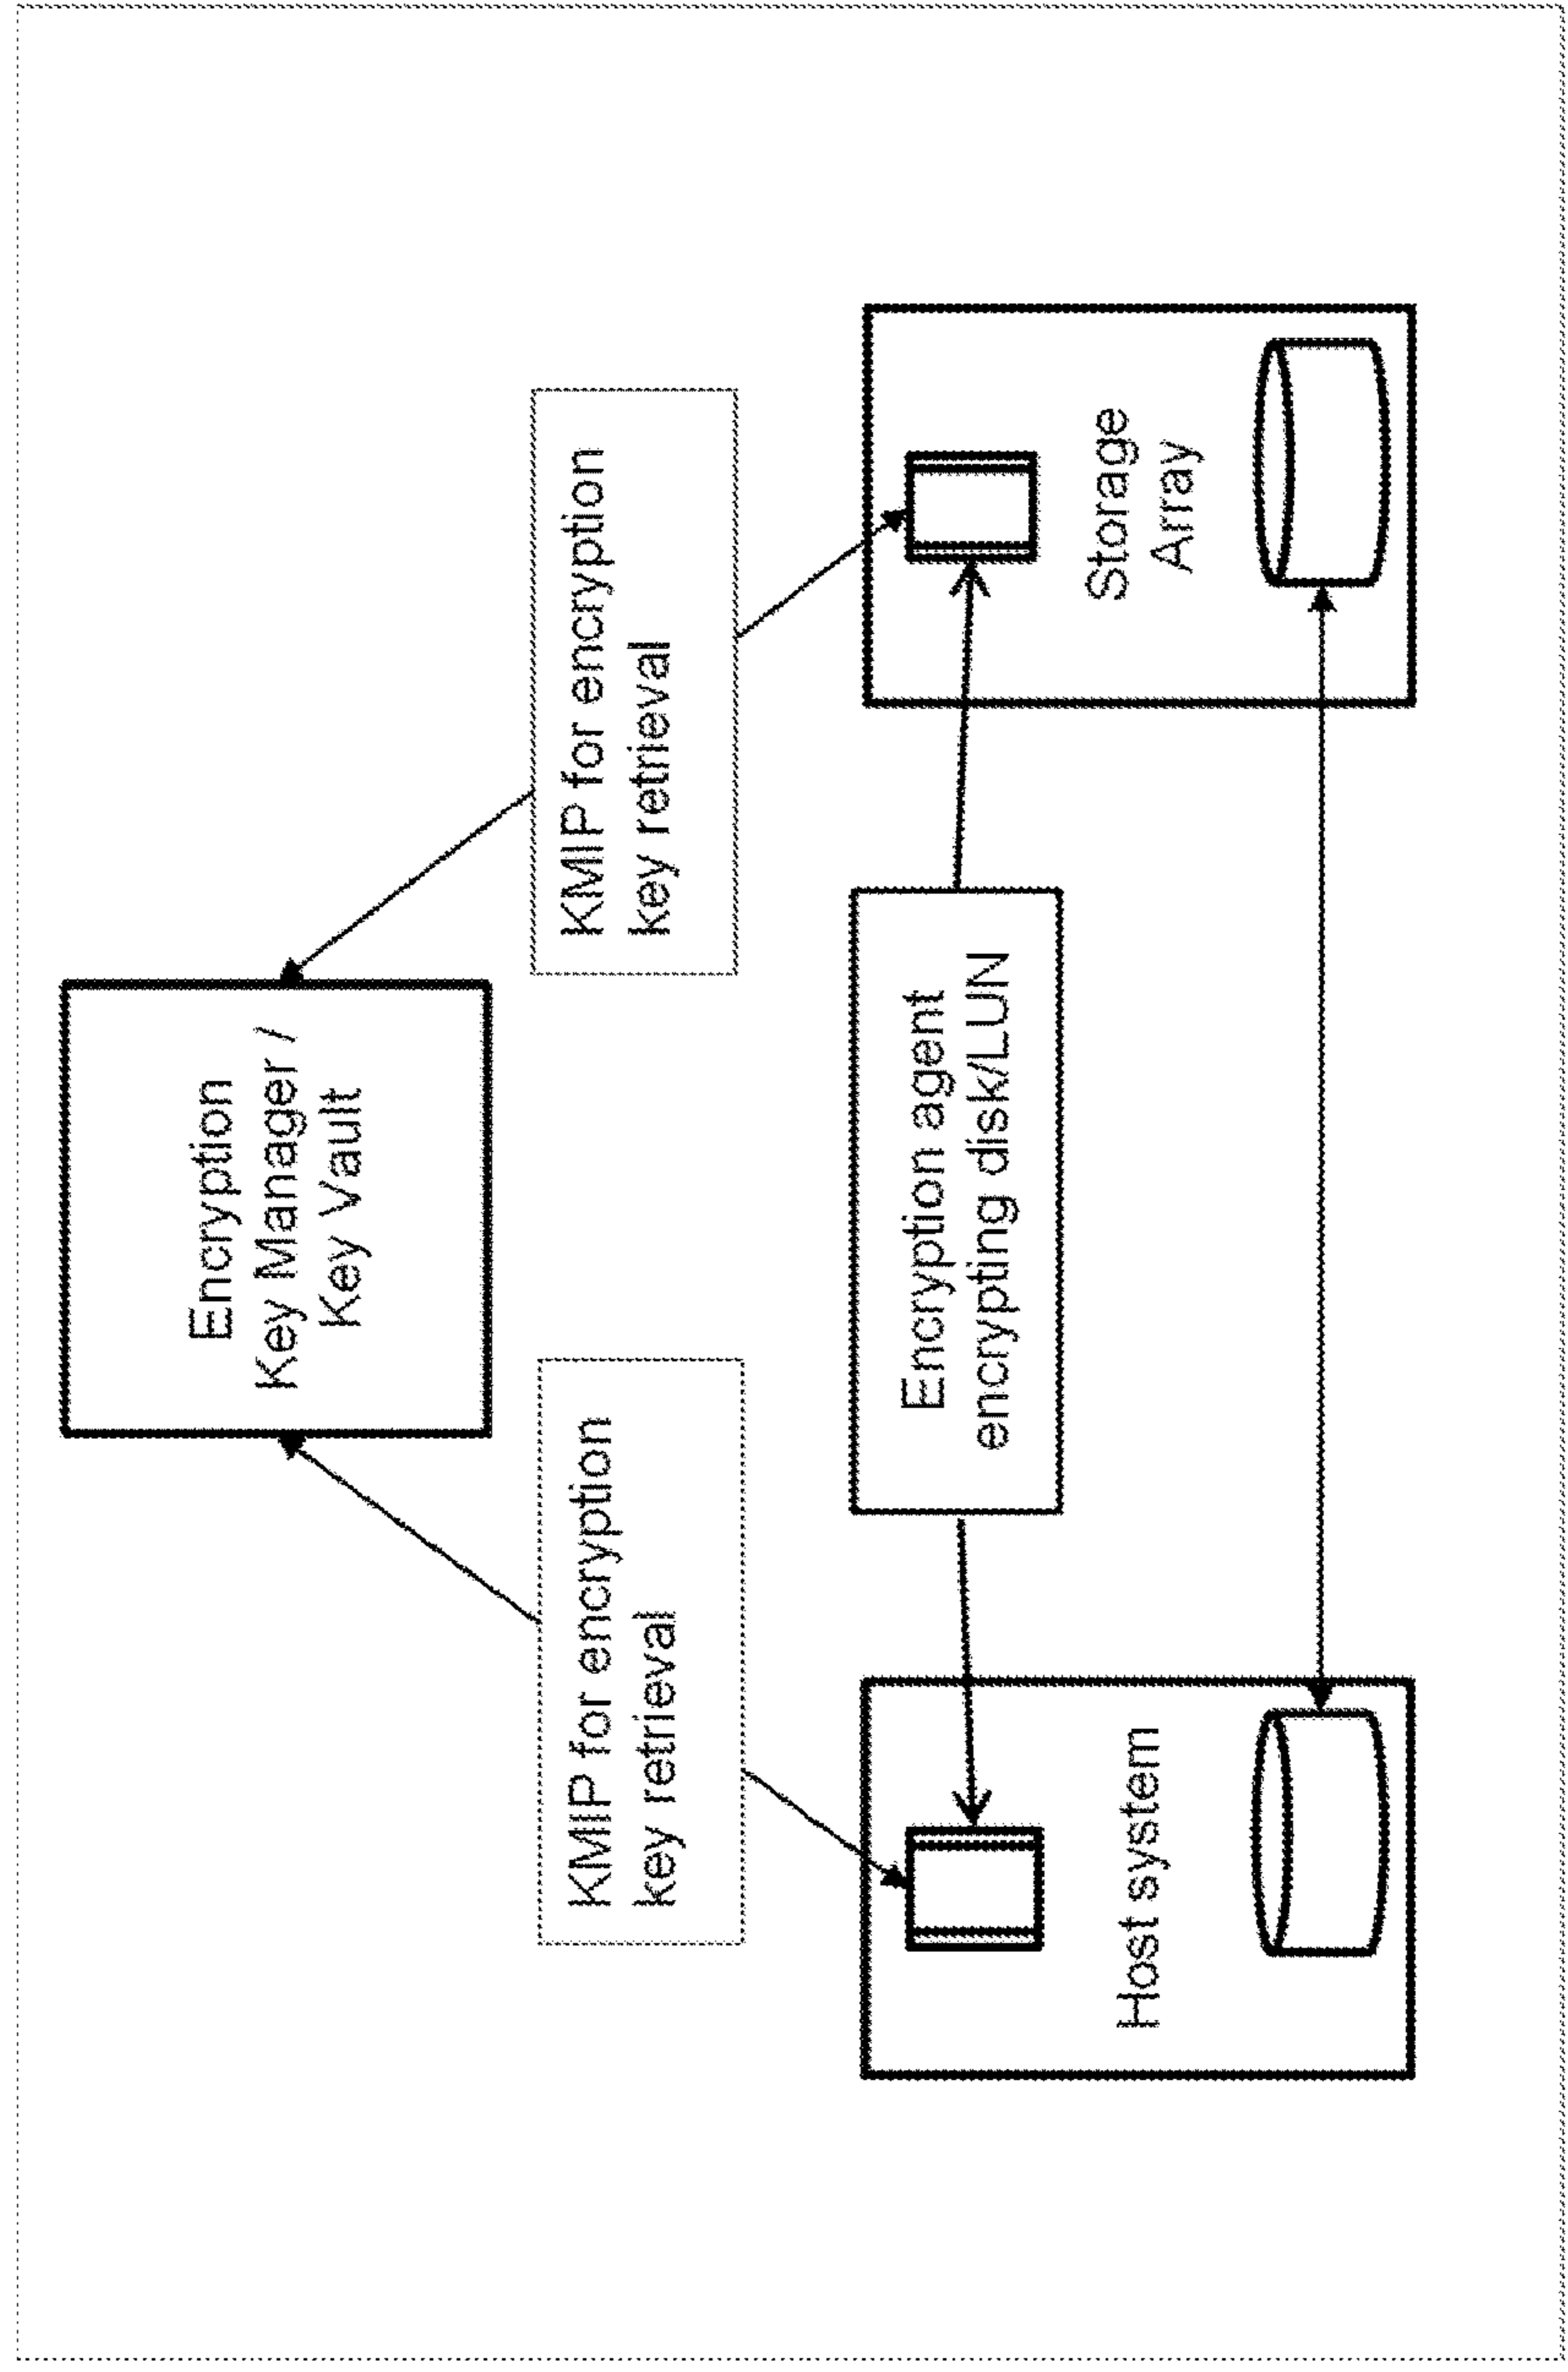 Encryption
Key Manager /
Key Vault
KMIP for encryption
key retrieval
KMIP for encryption
key retrieval
Encryption agent
encrypting disk/LUN
Host system
Storage
Array